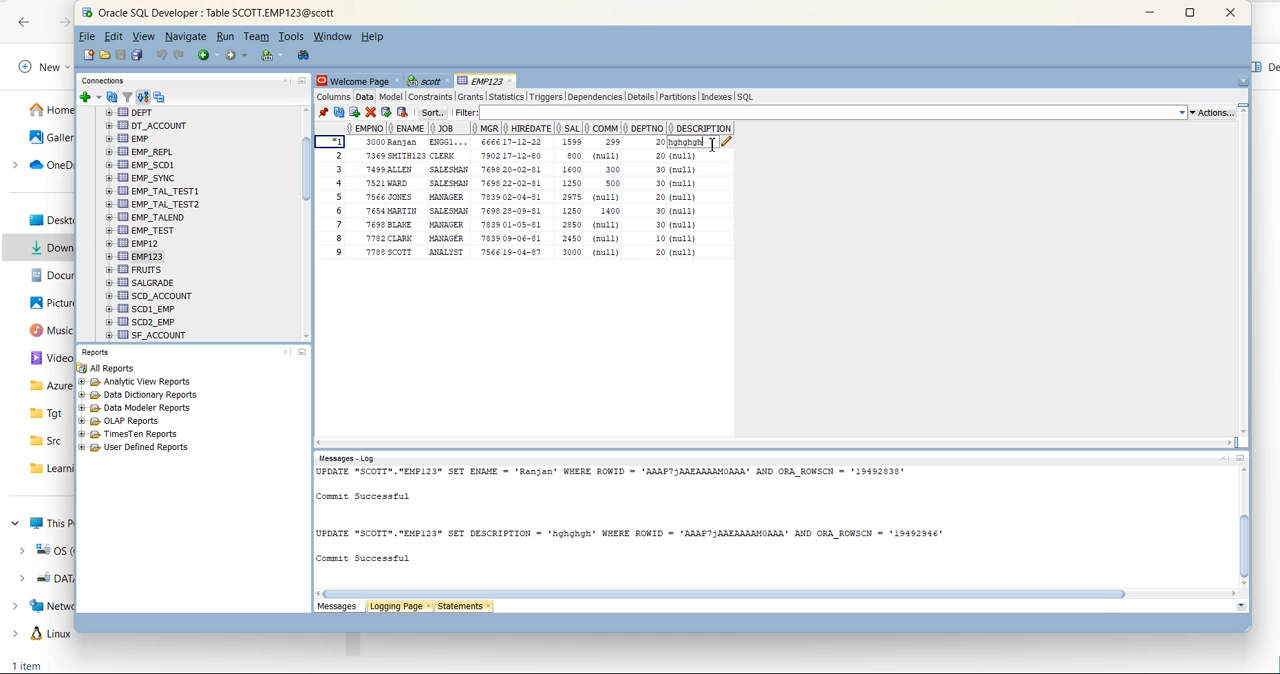 Oracle SQL Developer : Table SCOTT.EMP123@scott
File Edit View Navigate Run Team Tools Window Help
New
Connections
Welcome Page scott EMP123
Columns Data Model Constraints Grants Statistics Triggers Dependencies Details Partitions Indexes SQL
Sort.. Filter: Actions...
EMPNO ENAME JOB MGR HIREDATE SAL COMM DEPTNO DESCRIPTION
*1 3000 Ranjan ENGG1... 6666 17-12-22 1599 299 20 hghghgh
2 7369 SMITH123 CLERK 7902 17-12-80 800 (null) 20 (null)
3 7499 ALLEN SALESMAN 7698 20-02-81 1600 300 30 (null)
4 7521 WARD SALESMAN 7698 22-02-81 1250 500 30 (null)
5 7566 JONES MANAGER 7839 02-04-81 2975 (null) 20 (null)
6 7654 MARTIN SALESMAN 7698 28-09-81 1250 1400 30 (null)
7 7698 BLAKE MANAGER 7839 01-05-81 2850 (null) 30 (null)
8 7782 CLARK MANAGER 7839 09-06-81 2450 (null) 10 (null)
9 7788 SCOTT ANALYST 7566 19-04-87 3000 (null) 20 (null)
DEPT
DT_ACCOUNT
EMP
EMP_REPL
EMP_SCD1
EMP_SYNC
EMP_TAL_TEST1
EMP_TAL_TEST2
EMP_TALEND
EMP_TEST
EMP12
EMP123
FRUITS
SALGRADE
SCD_ACCOUNT
SCD1_EMP
SCD2_EMP
SF_ACCOUNT
Reports
All Reports
Analytic View Reports
Data Dictionary Reports
Data Modeler Reports
OLAP Reports
TimesTen Reports
User Defined Reports
Messages - Log
UPDATE "SCOTT"."EMP123" SET ENAME = 'Ranjan' WHERE ROWID = 'AAAP7jAAEAAAAM0AAA' AND ORA_ROWSCN = '19492838'
Commit Successful
UPDATE "SCOTT"."EMP123" SET DESCRIPTION = 'hghghgh' WHERE ROWID = 'AAAP7jAAEAAAAM0AAA' AND ORA_ROWSCN = '19492946'
Commit Successful
Messages Logging Page Statements
Home
Galler
OneD
Deskto
Down
Docur
Picture
Music
Video
Azure
Tgt
Src
Learni
This P
OS (
DATA
Netwo
Linux
1 item
De